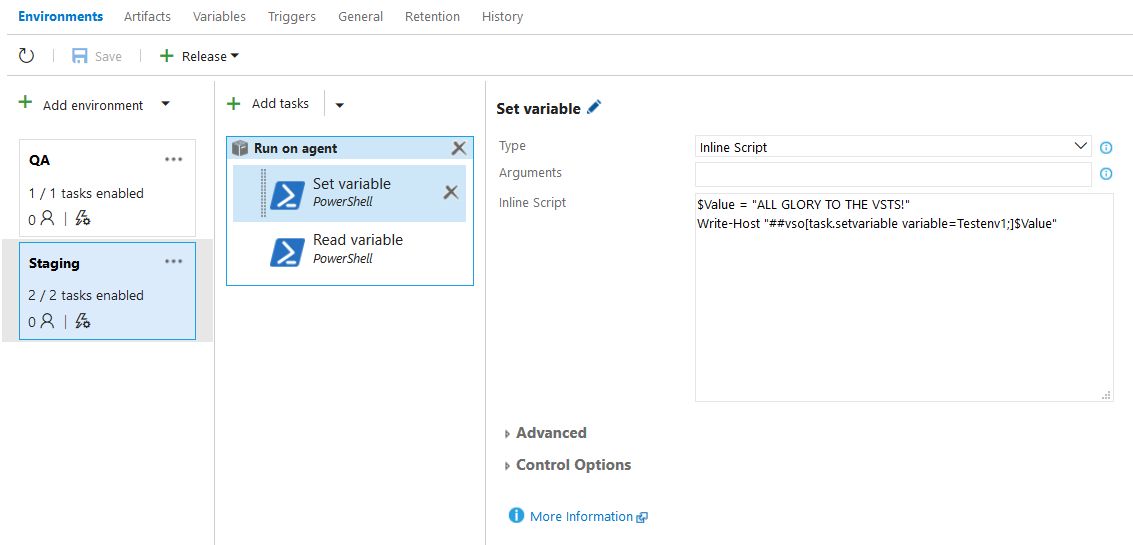 Environments Artifacts Variables Triggers General Retention History
Save + Release
+ Add environment
QA ...
1 / 1 tasks enabled
0
Staging ...
2 / 2 tasks enabled
0
+ Add tasks
Run on agent
Set variable
PowerShell
Read variable
PowerShell
Set variable
Type Inline Script
Arguments
Inline Script
$Value = "ALL GLORY TO THE VSTS!"
Write-Host "##vso[task.setvariable variable=Testenv1;]$Value"
Advanced
Control Options
More Information